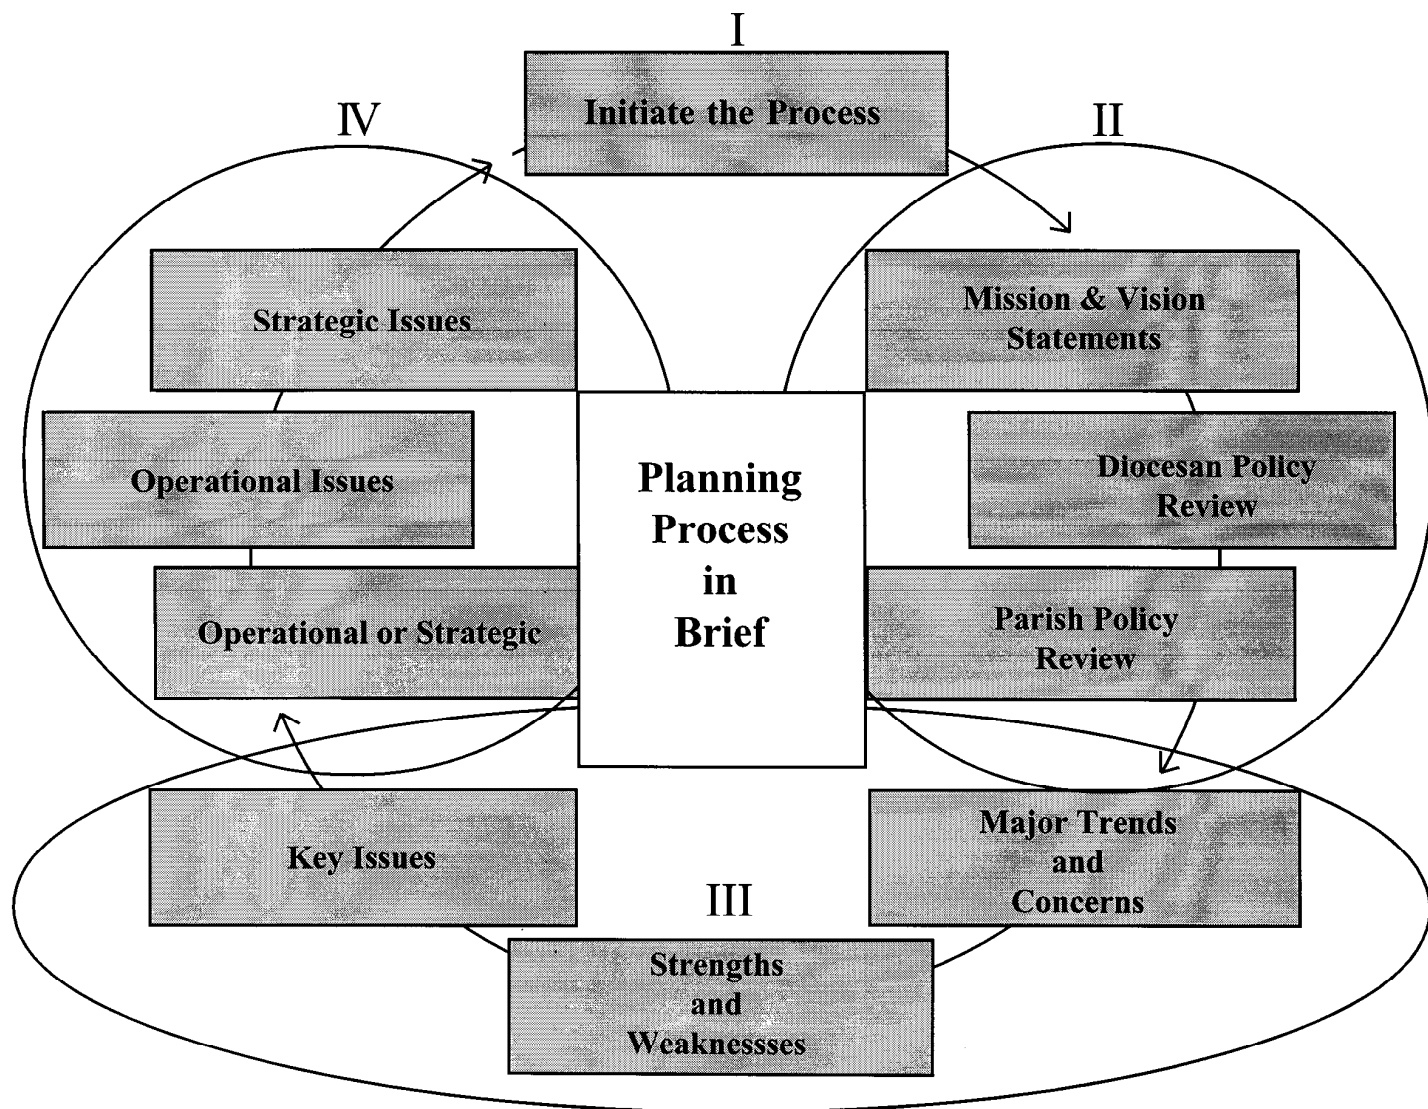 I
Initiate the Process
IV
II
Strategic Issues
Mission & Vision
Statements
Operational Issues
Diocesan Policy
Review
Planning
Process
in
Brief
Operational or Strategic
Parish Policy
Review
Key Issues
Major Trends
and
Concerns
III
Strengths
and
Weaknessses